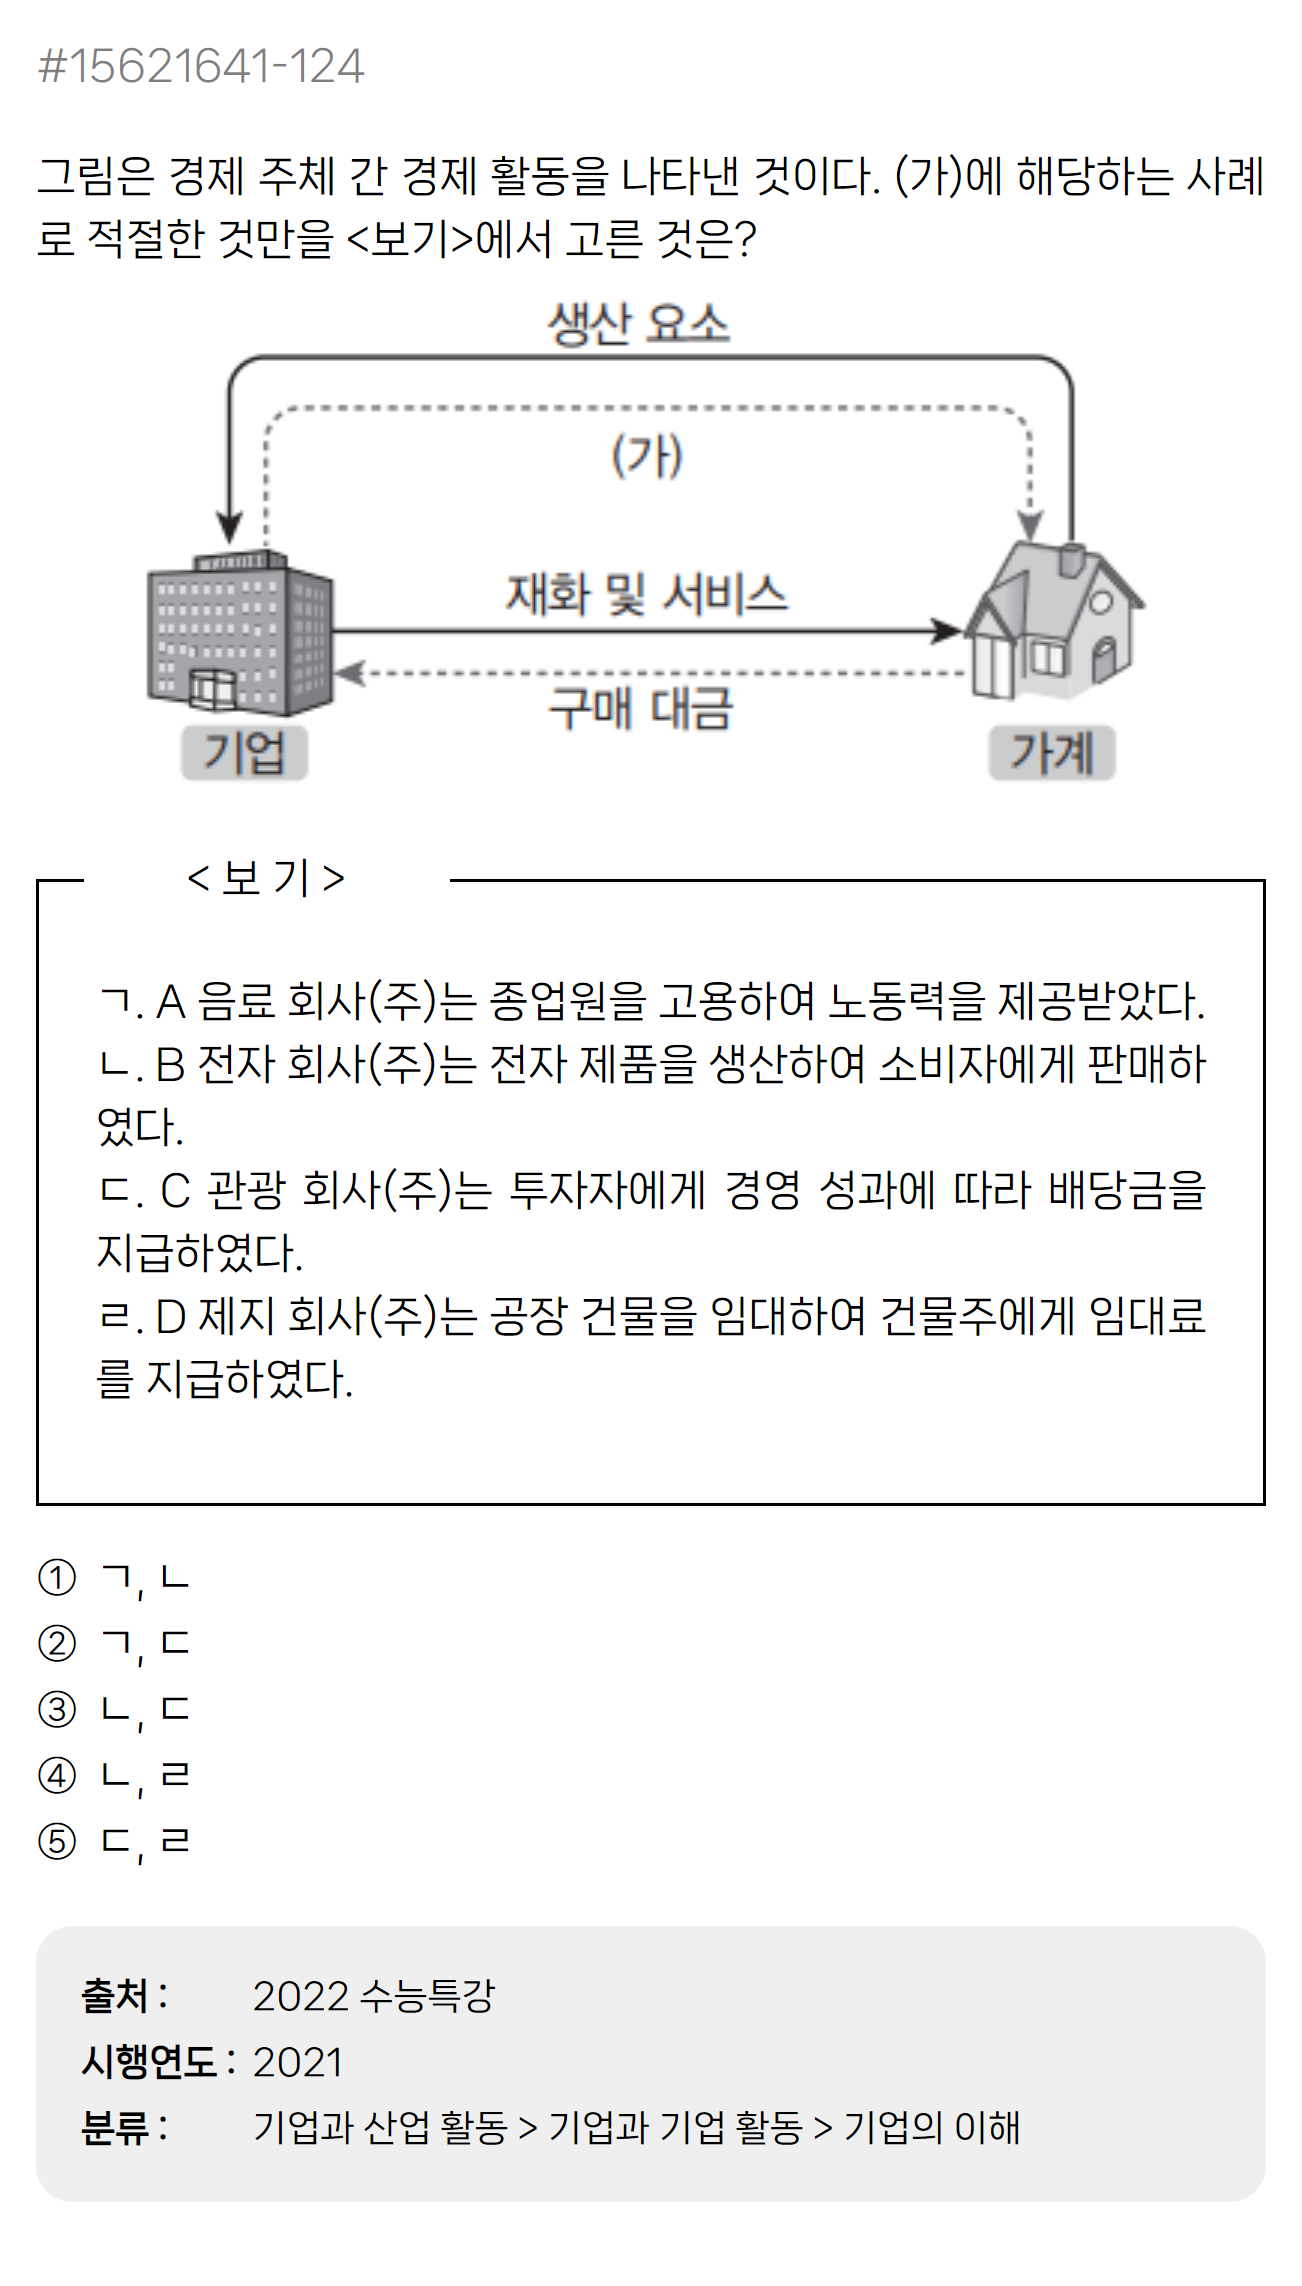 #15621641-124
그림은 경제 주체 간 경제 활동을 나타낸 것이다. (가)에 해당하는 사례
로 적절한 것만을 <보기>에서 고른 것은?
생산 요소
(가)
재화 및 서비스
구매 대금
기업
가계
< 보 기 >
ㄱ. A 음료 회사(주)는 종업원을 고용하여 노동력을 제공받았다.
ㄴ. B 전자 회사(주)는 전자 제품을 생산하여 소비자에게 판매하
였다.
ㄷ. C 관광 회사(주)는 투자자에게 경영 성과에 따라 배당금을
지급하였다.
ㄹ. D 제지 회사(주)는 공장 건물을 임대하여 건물주에게 임대료
를 지급하였다.
① ㄱ, ㄴ
② ㄱ, ㄷ
③ ㄴ, ㄷ
④ ㄴ, ㄹ
⑤ ㄷ, ㄹ
출처 : 2022 수능특강
시행연도 : 2021
분류 : 기업과 산업 활동 > 기업과 기업 활동 > 기업의 이해